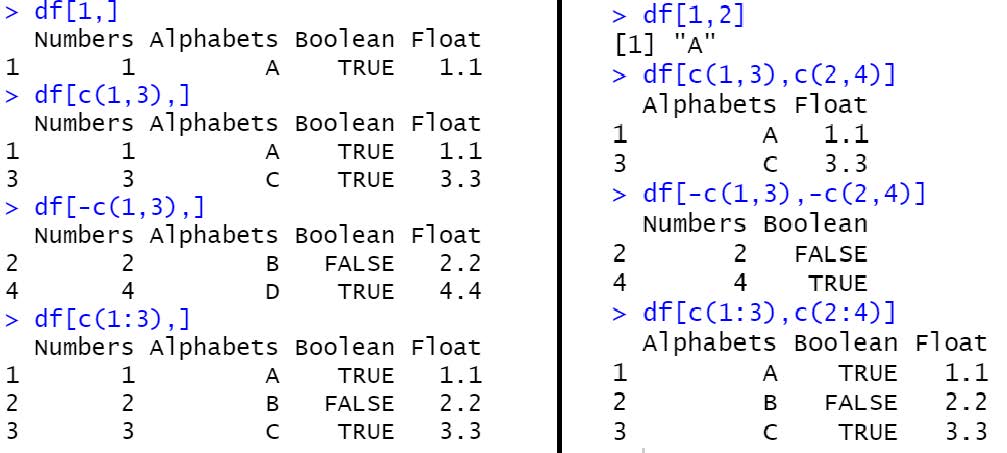 > df[1,]
Numbers Alphabets Boolean Float
1 1 A TRUE 1.1
> df[c(1,3),]
Numbers Alphabets Boolean Float
1 1 A TRUE 1.1
3 3 C TRUE 3.3
> df[-c(1,3),]
Numbers Alphabets Boolean Float
2 2 B FALSE 2.2
4 4 D TRUE 4.4
> df[c(1:3),]
Numbers Alphabets Boolean Float
1 1 A TRUE 1.1
2 2 B FALSE 2.2
3 3 C TRUE 3.3
> df[1,2]
[1] "A"
> df[c(1,3),c(2,4)]
Alphabets Float
1 A 1.1
3 C 3.3
> df[-c(1,3),-c(2,4)]
Numbers Boolean
2 2 FALSE
4 4 TRUE
> df[c(1:3),c(2:4)]
Alphabets Boolean Float
1 A TRUE 1.1
2 B FALSE 2.2
3 C TRUE 3.3